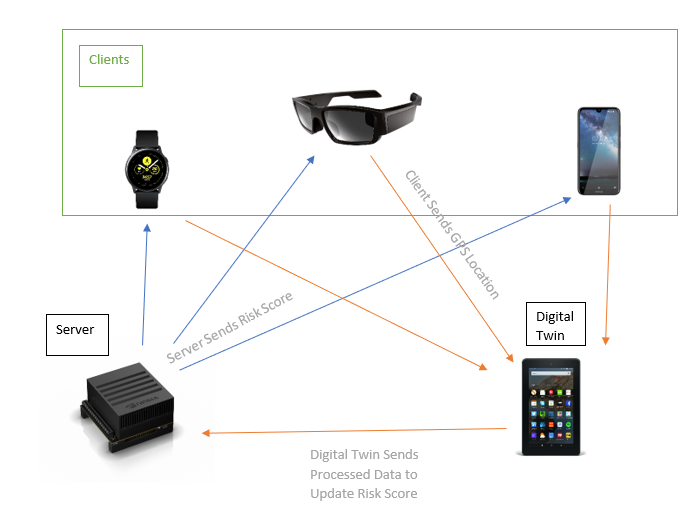 Clients
Client Sends GPS Location
Server Sends Risk Score
Server
Digital
Twin
Digital Twin Sends
Processed Data to
Update Risk Score